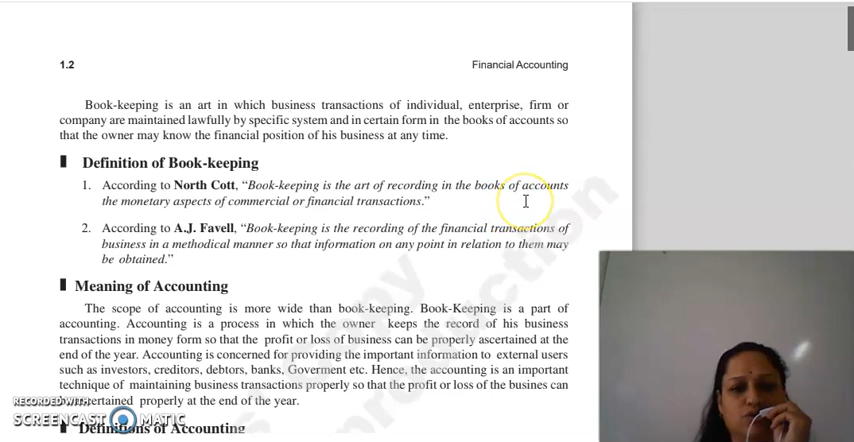 1.2 Financial Accounting
Book-keeping is an art in which business transactions of individual, enterprise, firm or
company are maintained lawfully by specific system and in certain form in the books of accounts so
that the owner may know the financial position of his business at any time.
Definition of Book-keeping
1. According to North Cott, “Book-keeping is the art of recording in the books of accounts
the monetary aspects of commercial or financial transactions.”
2. According to A.J. Favell, “Book-keeping is the recording of the financial transactions of
business in a methodical manner so that information on any point in relation to them may
be obtained.”
Meaning of Accounting
The scope of accounting is more wide than book-keeping. Book-Keeping is a part of
accounting. Accounting is a process in which the owner keeps the record of his business
transactions in money form so that the profit or loss of business can be properly ascertained at the
end of the year. Accounting is concerned for providing the important information to external users
such as investors, creditors, debtors, banks, Goverment etc. Hence, the accounting is an important
technique of maintaining business transactions properly so that the profit or loss of the busines can
properly at the end of the year.
RECORDED WITH
SCREENCAST MATIC
Definitions of Accounting
Copy